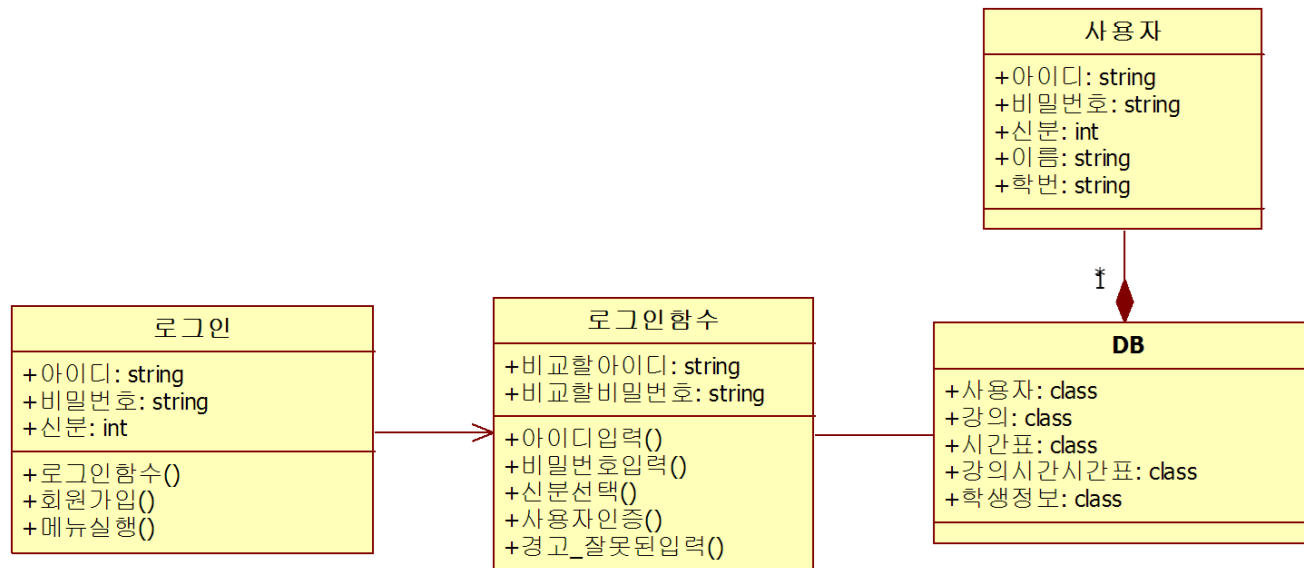 사용자
+아이디: string
+비밀번호: string
+신분: int
+이름: string
+학번: string
*
1
로그인
+아이디: string
+비밀번호: string
+신분: int
+로그인함수()
+회원가입()
+메뉴실행()
로그인함수
+비교할아이디: string
+비교할비밀번호: string
+아이디입력()
+비밀번호입력()
+신분선택()
+사용자인증()
+경고_잘못된입력()
DB
+사용자: class
+강의: class
+시간표: class
+강의시간시간표: class
+학생정보: class